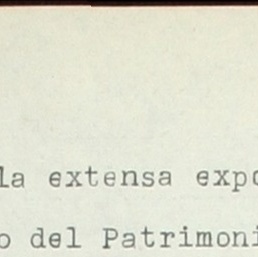 la extensa expo
o del Patrimoni